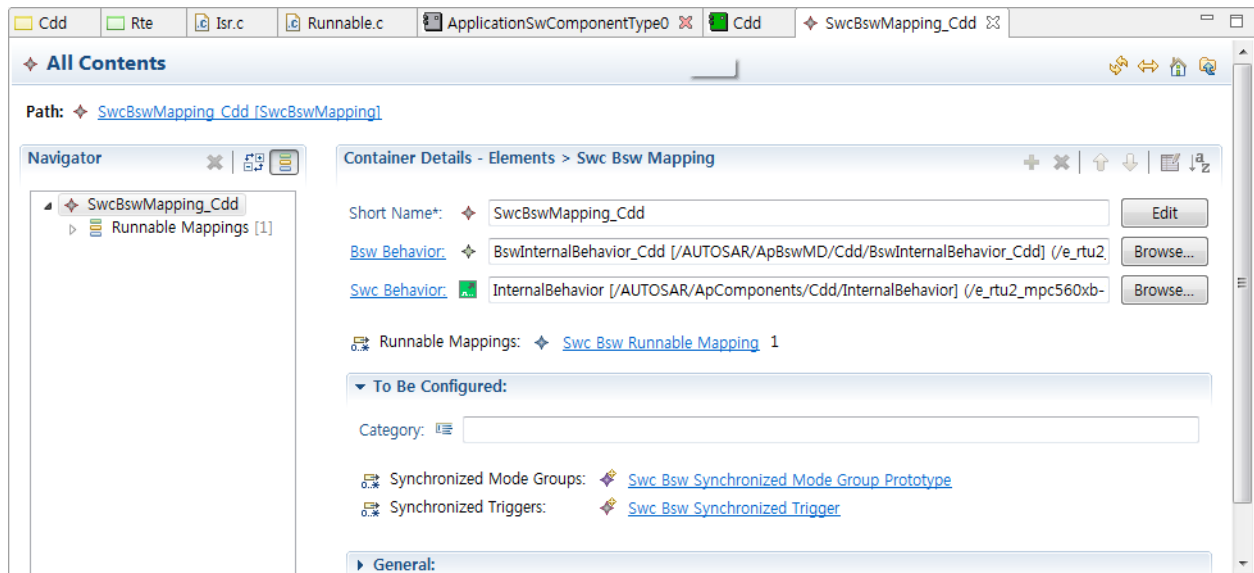 Cdd Rte Isr.c Runnable.c ApplicationSwComponentType0 Cdd SwcBswMapping_Cdd
All Contents
Path: SwcBswMapping_Cdd [SwcBswMapping]
Navigator
SwcBswMapping_Cdd
Runnable Mappings [1]
Container Details - Elements > Swc Bsw Mapping
Short Name*: SwcBswMapping_Cdd Edit
Bsw Behavior: BswInternalBehavior_Cdd [/AUTOSAR/ApBswMD/Cdd/BswInternalBehavior_Cdd] (/e_rtu2_ Browse...
Swc Behavior: InternalBehavior [/AUTOSAR/ApComponents/Cdd/InternalBehavior] (/e_rtu2_mpc560xb- Browse...
Runnable Mappings: Swc Bsw Runnable Mapping 1
To Be Configured:
Category:
Synchronized Mode Groups: Swc Bsw Synchronized Mode Group Prototype
Synchronized Triggers: Swc Bsw Synchronized Trigger
General: